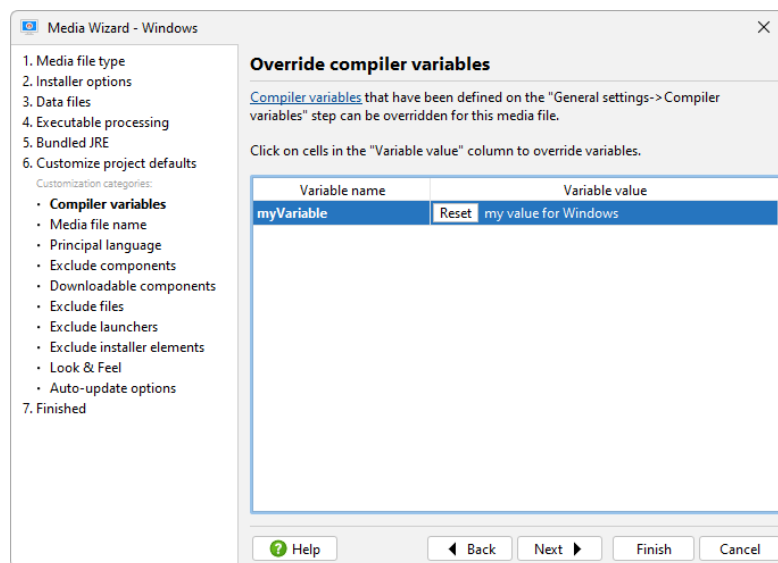 Media Wizard - Windows
1. Media file type
2. Installer options
3. Data files
4. Executable processing
5. Bundled JRE
6. Customize project defaults
Customization categories:
· Compiler variables
· Media file name
· Principal language
· Exclude components
· Downloadable components
· Exclude files
· Exclude launchers
· Exclude installer elements
· Look & Feel
· Auto-update options
7. Finished
Override compiler variables
Compiler variables that have been defined on the "General settings->Compiler
variables" step can be overridden for this media file.
Click on cells in the "Variable value" column to override variables.
Variable name Variable value
myVariable Reset my value for Windows
Help Back Next Finish Cancel